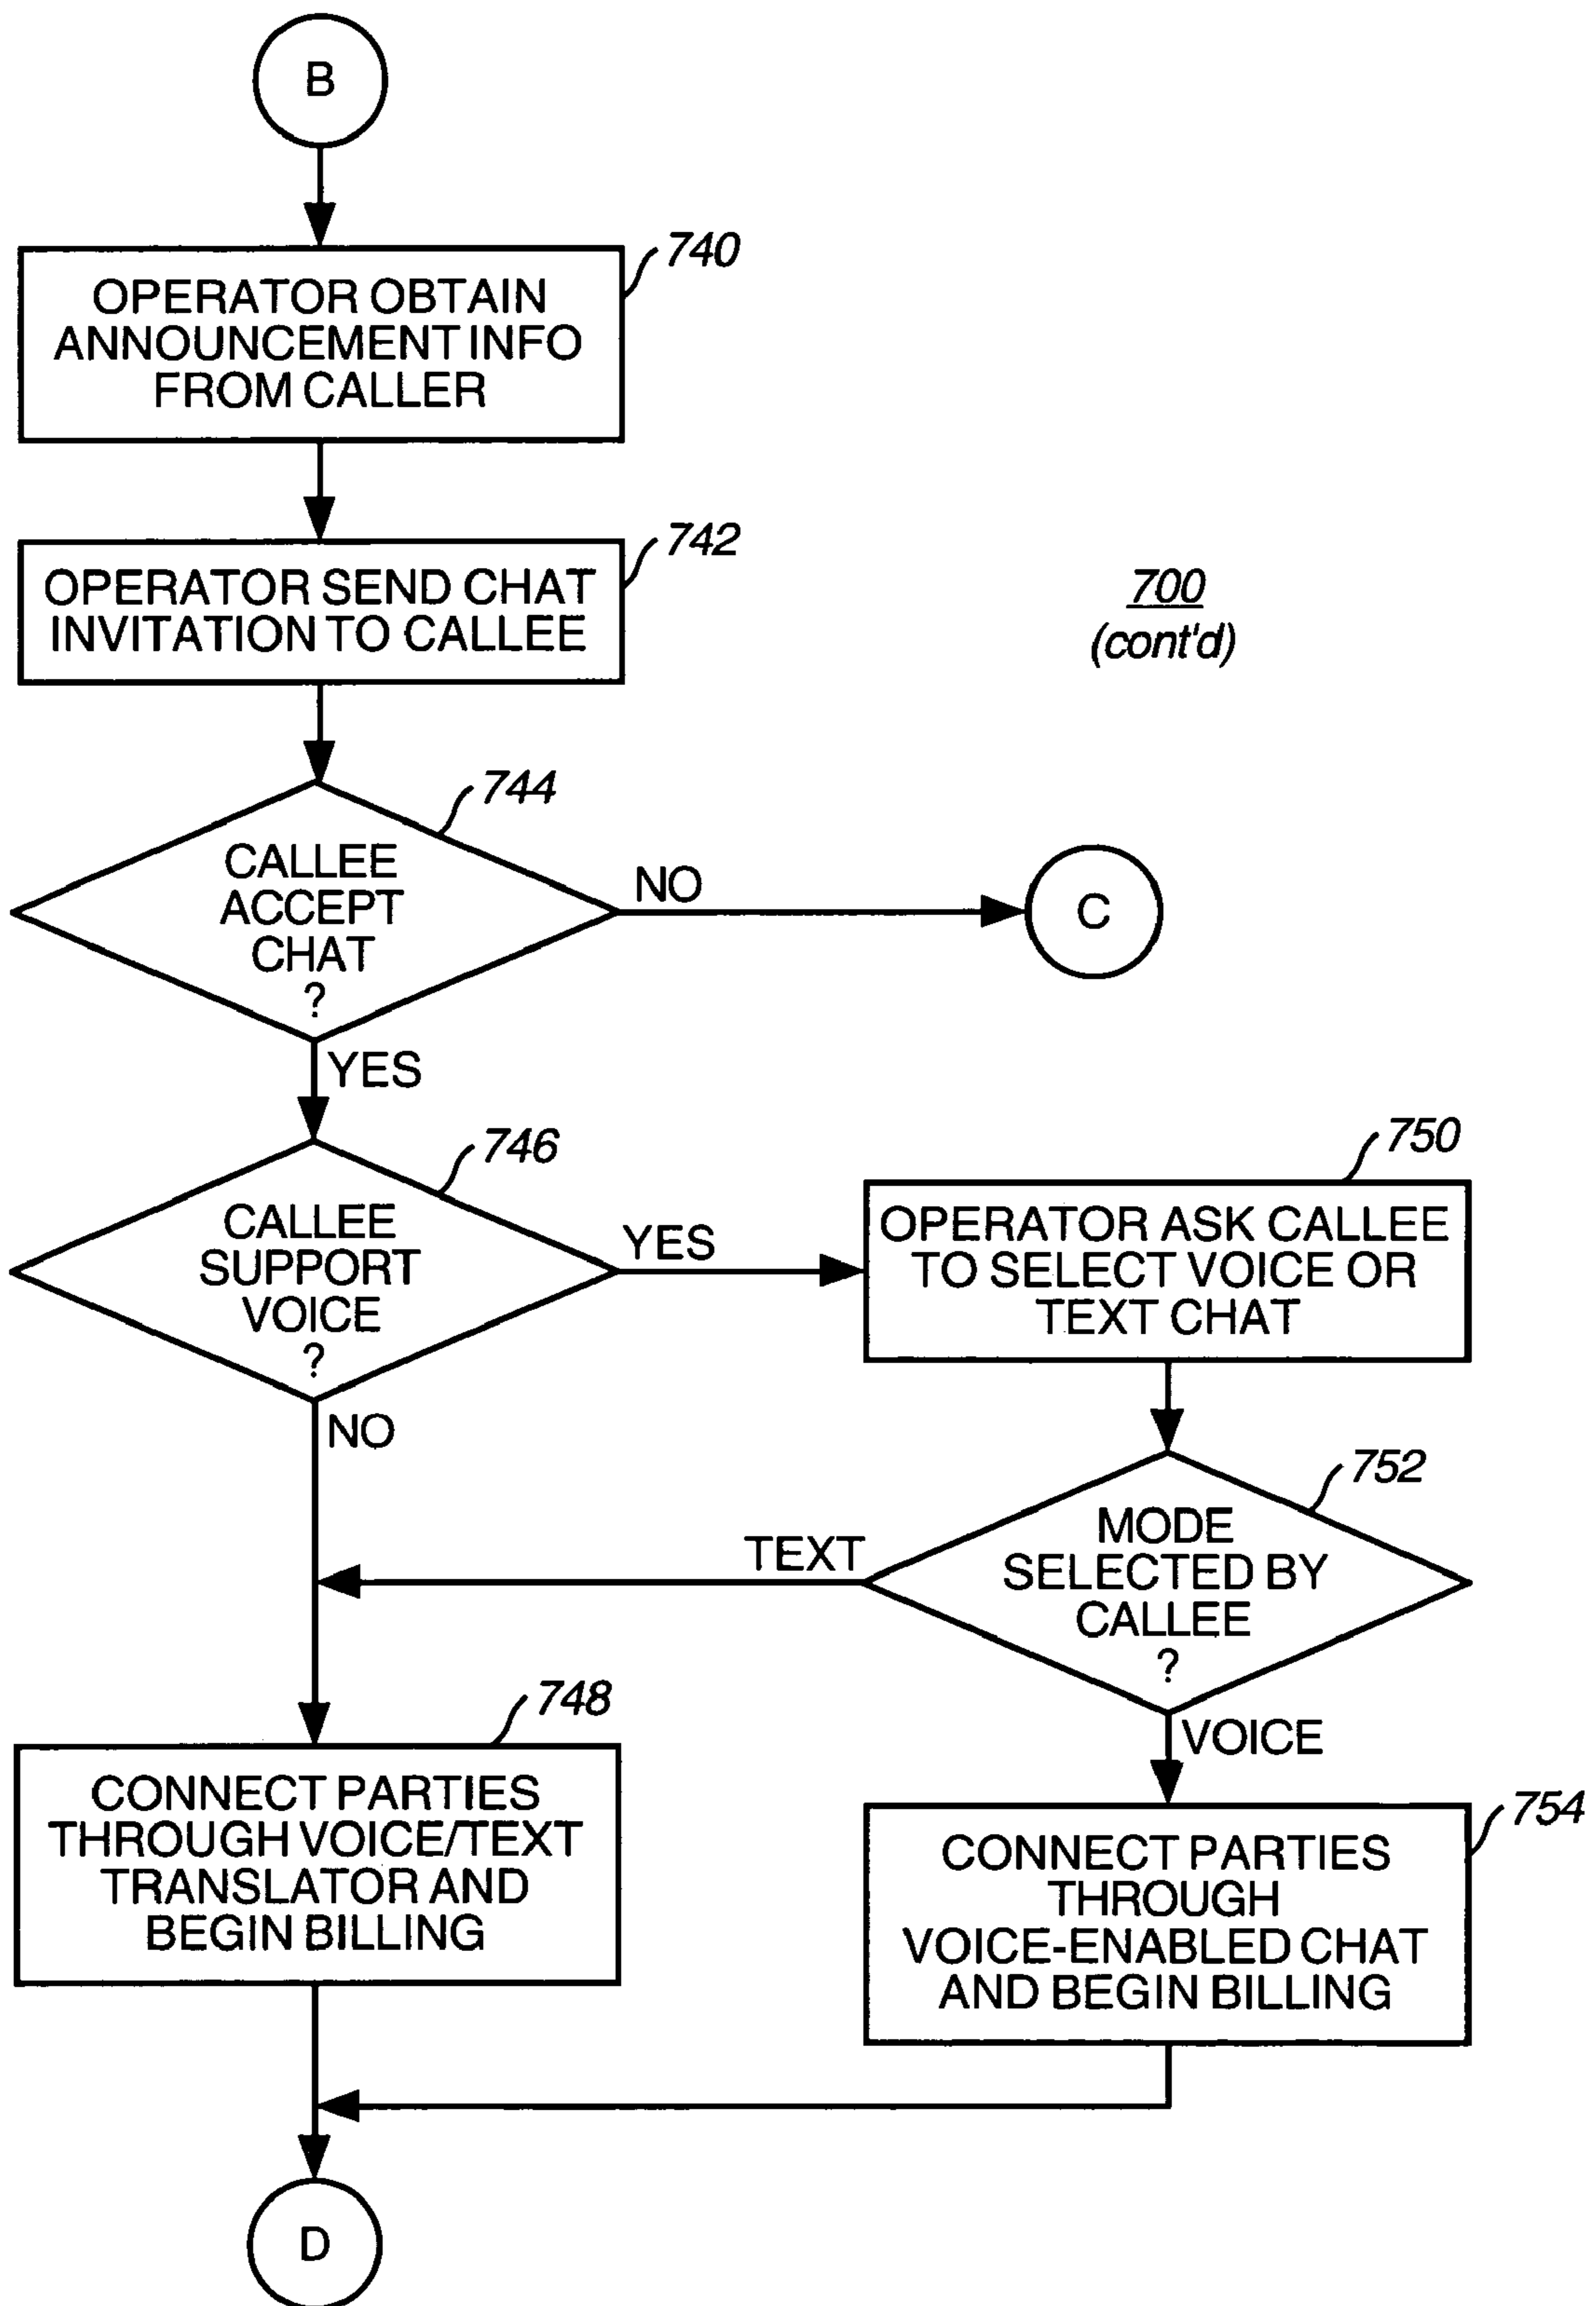 B
740
OPERATOR OBTAIN
ANNOUNCEMENT INFO
FROM CALLER
742
OPERATOR SEND CHAT
INVITATION TO CALLEE
700
(cont'd)
744
CALLEE
ACCEPT
CHAT
?
NO
C
YES
746
CALLEE
SUPPORT
VOICE
?
YES
750
OPERATOR ASK CALLEE
TO SELECT VOICE OR
TEXT CHAT
NO
752
MODE
SELECTED BY
CALLEE
?
TEXT
VOICE
748
CONNECT PARTIES
THROUGH VOICE/TEXT
TRANSLATOR AND
BEGIN BILLING
754
CONNECT PARTIES
THROUGH
VOICE-ENABLED CHAT
AND BEGIN BILLING
D